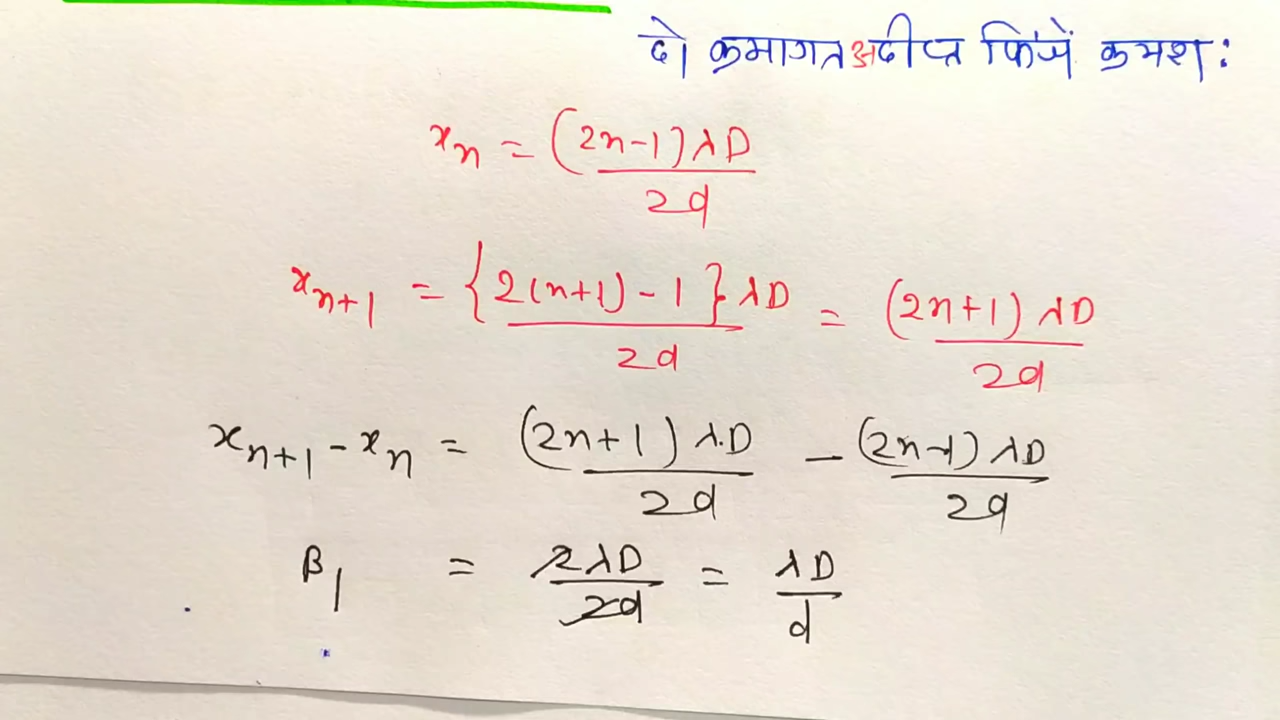 दो क्रमागत अदीप्त फ्रिंजें क्रमश:
xₙ = (2n-1)λD / 2d
xₙ₊₁ = {2(n+1)-1}λD / 2d = (2n+1)λD / 2d
xₙ₊₁ - xₙ = (2n+1)λ.D / 2d - (2n-1)λD / 2d
β₁ = 2λD / 2d = λD / d